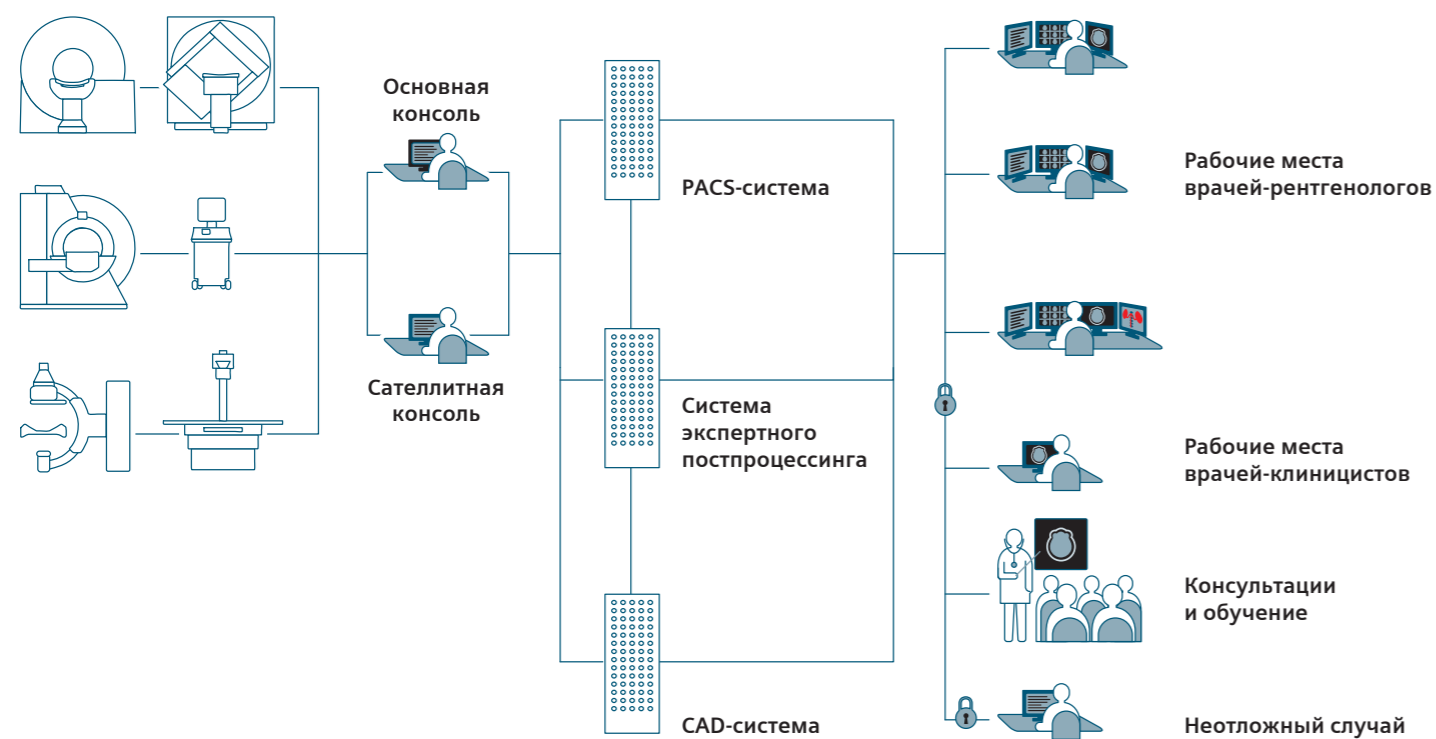 Основная
консоль
Сателлитная
консоль
PACS-система
Система
экспертного
постпроцессинга
CAD-система
Рабочие места
врачей-рентгенологов
Рабочие места
врачей-клиницистов
Консультации
и обучение
Неотложный случай